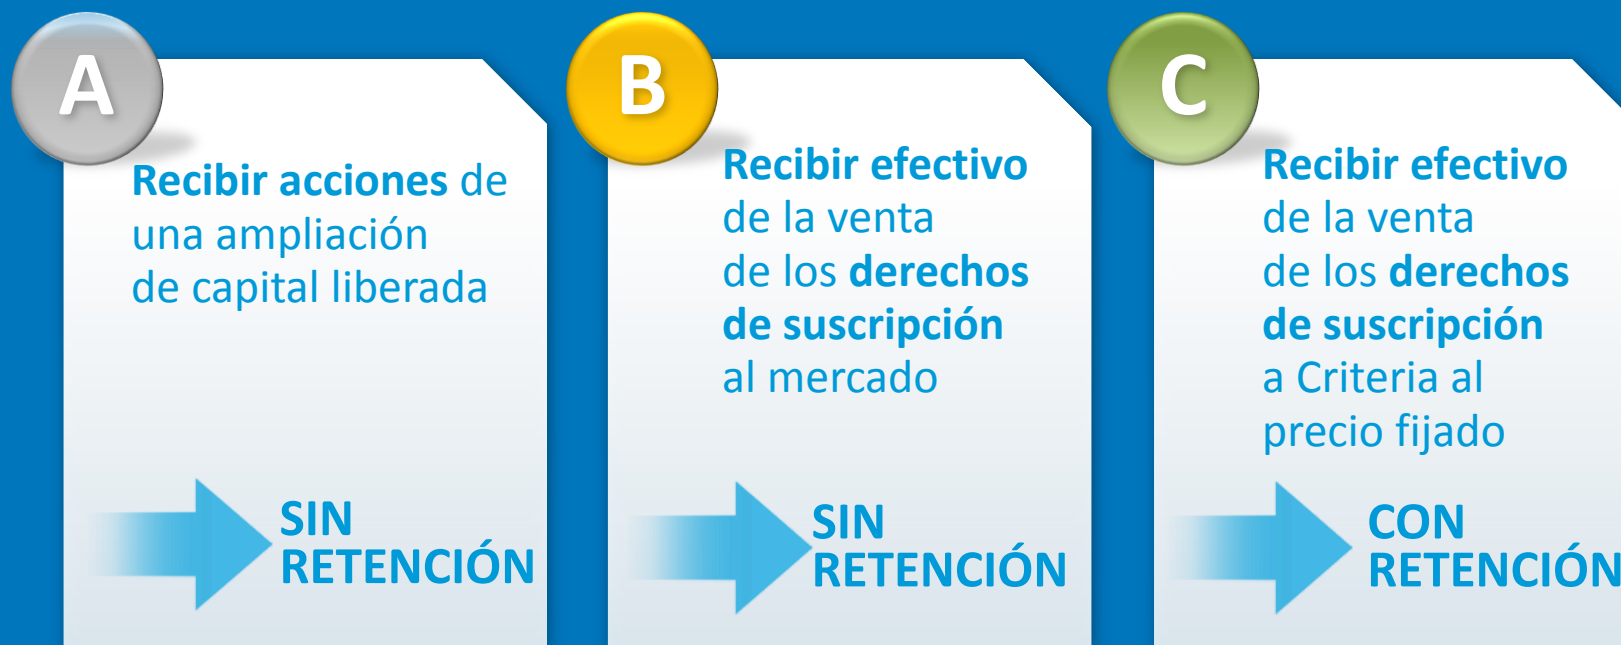 A
Recibir acciones de
una ampliación
de capital liberada
SIN
RETENCIÓN
B
Recibir efectivo
de la venta
de los derechos
de suscripción
al mercado
SIN
RETENCIÓN
C
Recibir efectivo
de la venta
de los derechos
de suscripción
a Criteria al
precio fijado
CON
RETENCIÓN